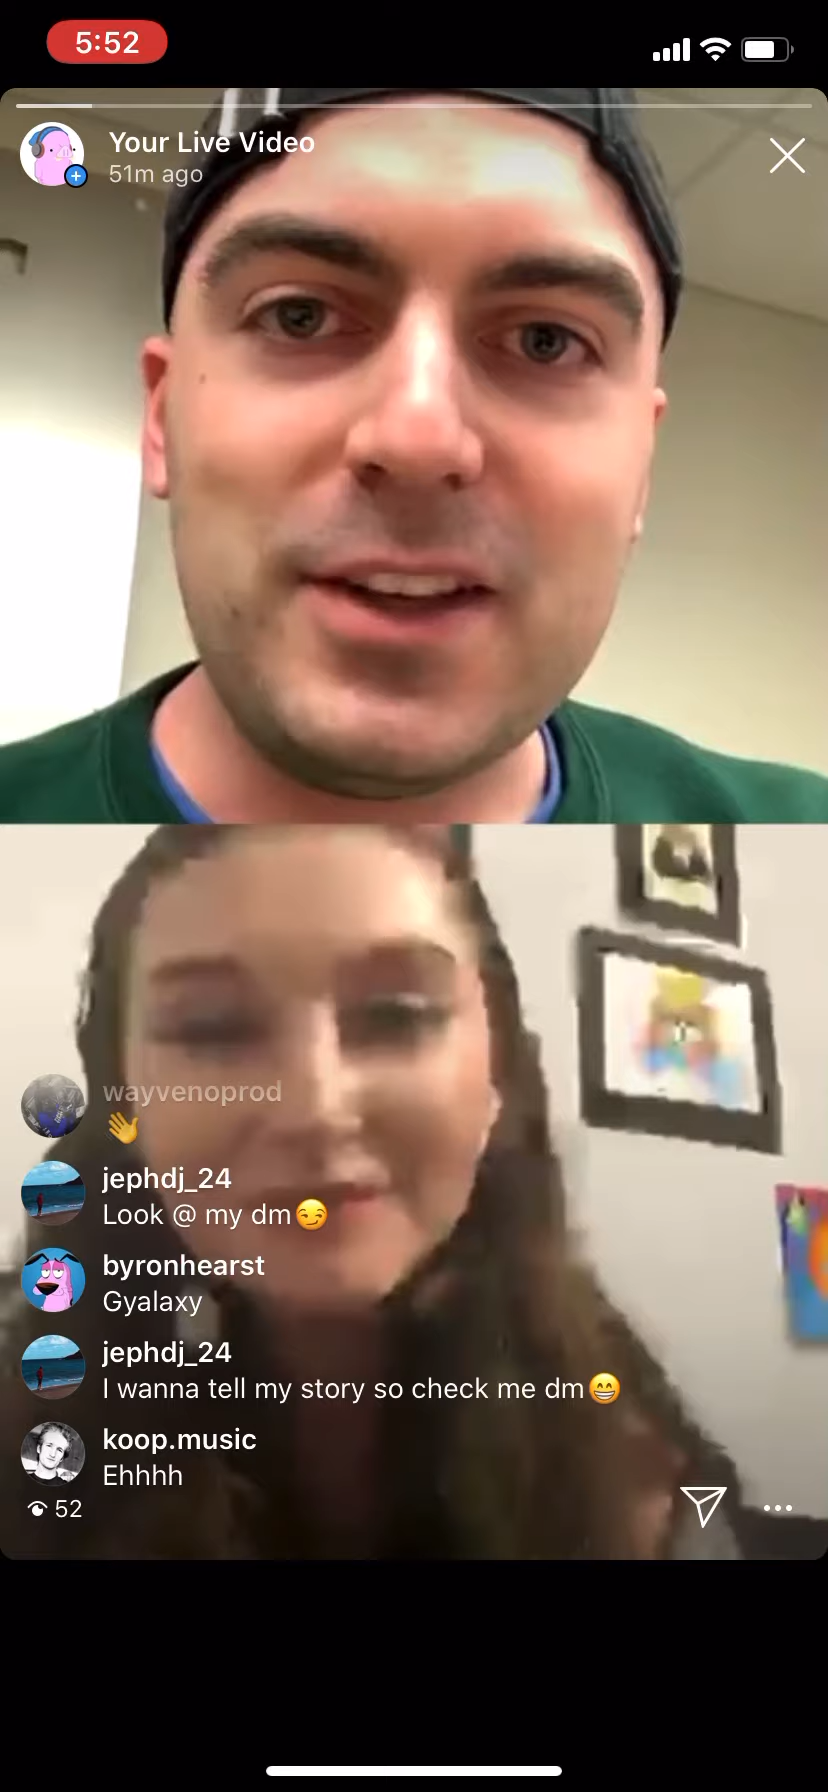 5:52
Your Live Video
51m ago
wayvenoprod
👋
jephdj_24
Look @ my dm😏
byronhearst
Gyalaxy
jephdj_24
I wanna tell my story so check me dm😁
koop.music
Ehhhh
52